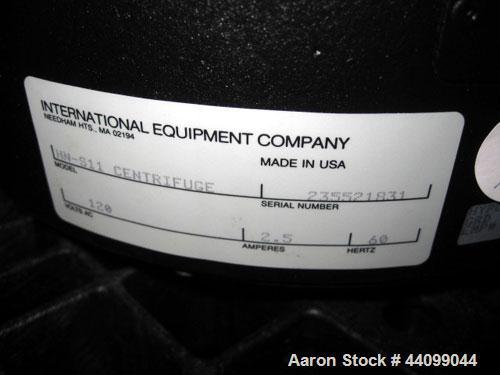 INTERNATIONAL EQUIPMENT COMPANY
NEEDHAM HTS., MA 02194
MADE IN USA
HN-S11 CENTRIFUGE
MODEL
235521831
SERIAL NUMBER
120
VOLTS AC
2.5
AMPERES
60
HERTZ
Aaron Stock # 44099044